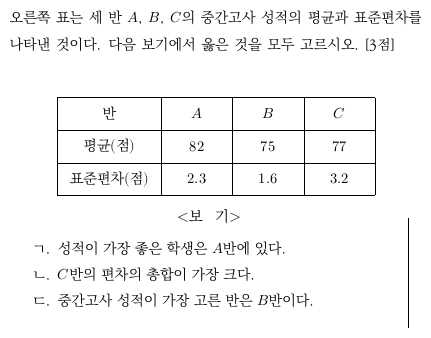 오른쪽 표는 세 반 A, B, C의 중간고사 성적의 평균과 표준편차를
나타낸 것이다. 다음 보기에서 옳은 것을 모두 고르시오. [3점]
반 A B C
평균(점) 82 75 77
표준편차(점) 2.3 1.6 3.2
<보 기>
ㄱ. 성적이 가장 좋은 학생은 A반에 있다.
ㄴ. C반의 편차의 총합이 가장 크다.
ㄷ. 중간고사 성적이 가장 고른 반은 B반이다.